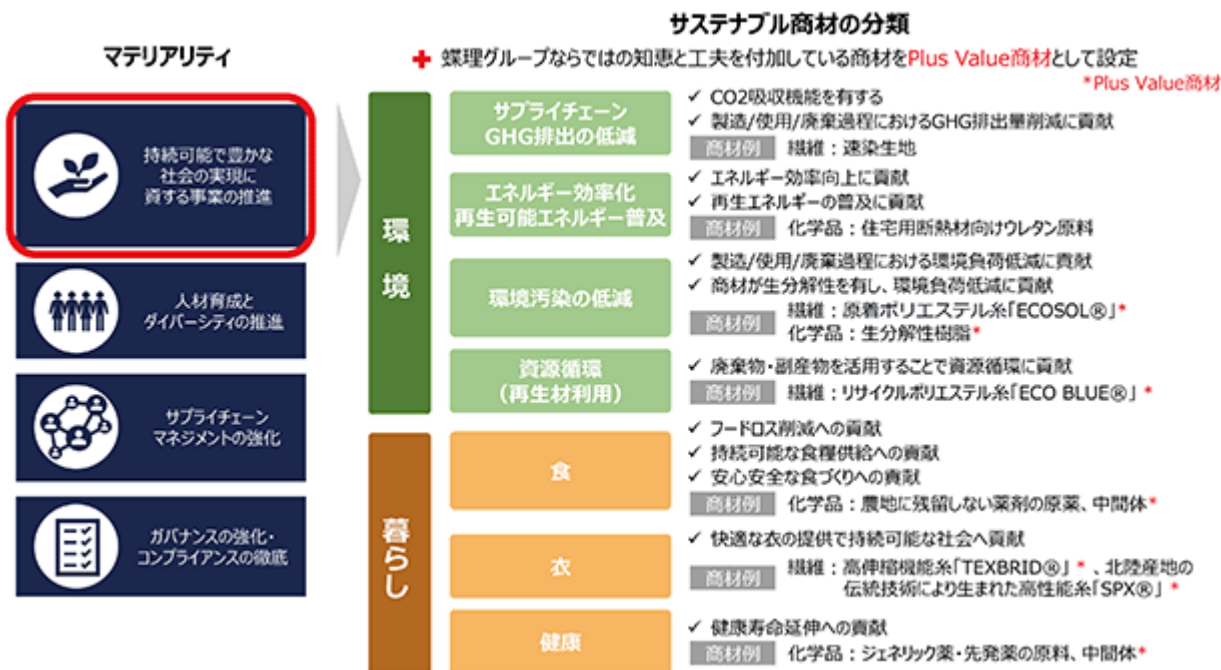 サステナブル商材の分類
マテリアリティ
+ 蝶理グループならではの知恵と工夫を付加している商材をPlus Value商材として設定
*Plus Value商材
持続可能で豊かな
社会の実現に
資する事業の推進
人材育成と
ダイバーシティの推進
サプライチェーン
マネジメントの強化
ガバナンスの強化・
コンプライアンスの徹底
環境
サプライチェーン
GHG排出の低減
✓ CO2吸収機能を有する
✓ 製造/使用/廃棄過程におけるGHG排出量削減に貢献
商材例 繊維：速染生地
エネルギー効率化
再生可能エネルギー普及
✓ エネルギー効率向上に貢献
✓ 再生エネルギーの普及に貢献
商材例 化学品：住宅用断熱材向けウレタン原料
環境汚染の低減
✓ 製造/使用/廃棄過程における環境負荷低減に貢献
✓ 商材が生分解性を有し、環境負荷低減に貢献
商材例 繊維：原着ポリエステル糸「ECOSOL®」*
化学品：生分解性樹脂*
資源循環
（再生材利用）
✓ 廃棄物・副産物を活用することで資源循環に貢献
商材例 繊維：リサイクルポリエステル糸「ECO BLUE®」*
暮らし
食
✓ フードロス削減への貢献
✓ 持続可能な食糧供給への貢献
✓ 安心安全な食づくりへの貢献
商材例 化学品：農地に残留しない薬剤の原薬、中間体*
衣
✓ 快適な衣の提供で持続可能な社会へ貢献
商材例 繊維：高伸縮機能糸「TEXBRID®」*、北陸産地の
伝統技術により生まれた高性能糸「SPX®」*
健康
✓ 健康寿命延伸への貢献
商材例 化学品：ジェネリック薬・先発薬の原料、中間体*